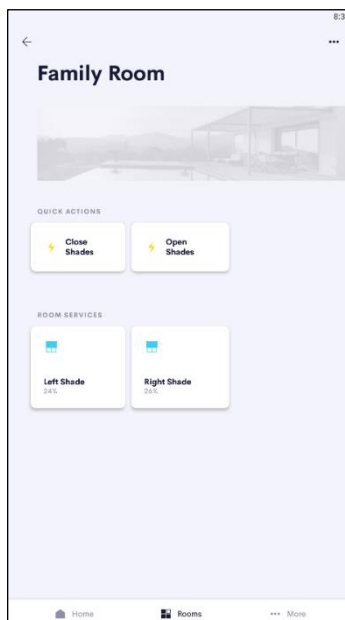 8:3
Family Room
QUICK ACTIONS
Close
Shades
Open
Shades
ROOM SERVICES
Left Shade
24%
Right Shade
26%
Home
Rooms
More